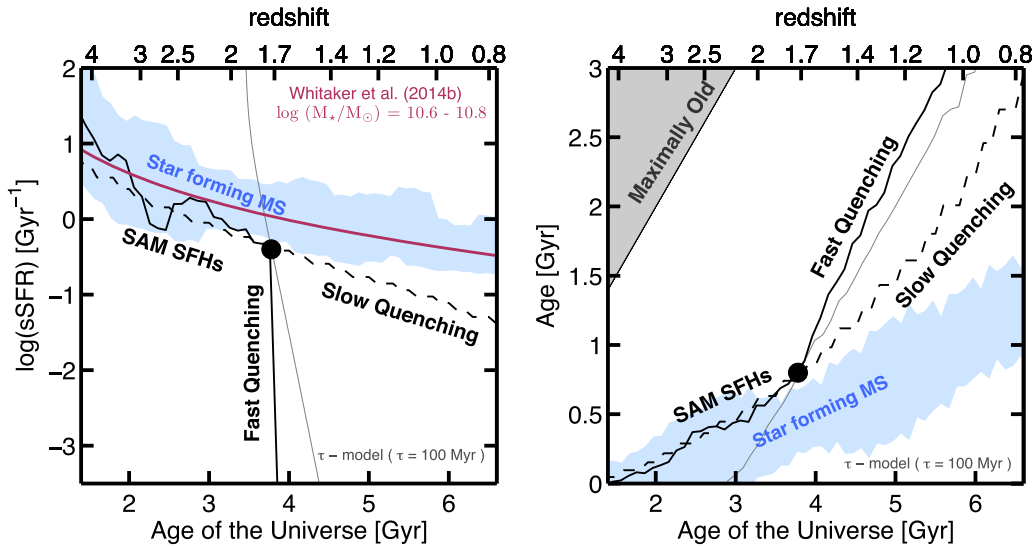 redshift
4 3 2.5 2 1.7 1.4 1.2 1.0 0.8
2
1
0
−1
−2
−3
log(sSFR) [Gyr⁻¹]
Whitaker et al. (2014b)
log (M⋆/M⊙) = 10.6 - 10.8
Star forming MS
SAM SFHs
Slow Quenching
Fast Quenching
τ − model ( τ = 100 Myr )
2 3 4 5 6
Age of the Universe [Gyr]
redshift
4 3 2.5 2 1.7 1.4 1.2 1.0 0.8
3
2.5
2
1.5
1
0.5
0
Age [Gyr]
Maximally Old
Fast Quenching
Slow Quenching
SAM SFHs
Star forming MS
τ − model ( τ = 100 Myr )
2 3 4 5 6
Age of the Universe [Gyr]